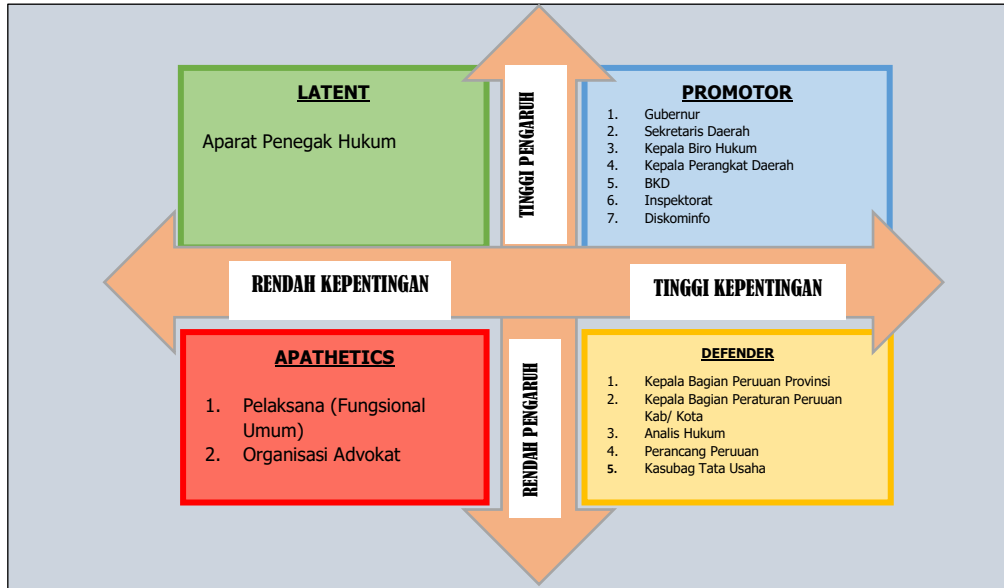 LATENT
Aparat Penegak Hukum
TINGGI PENGARUH
PROMOTOR
1. Gubernur
2. Sekretaris Daerah
3. Kepala Biro Hukum
4. Kepala Perangkat Daerah
5. BKD
6. Inspektorat
7. Diskominfo
RENDAH KEPENTINGAN
TINGGI KEPENTINGAN
APATHETICS
1. Pelaksana (Fungsional
Umum)
2. Organisasi Advokat
RENDAH PENGARUH
DEFENDER
1. Kepala Bagian Peruuan Provinsi
2. Kepala Bagian Peraturan Peruuan
Kab/ Kota
3. Analis Hukum
4. Perancang Peruuan
5. Kasubag Tata Usaha